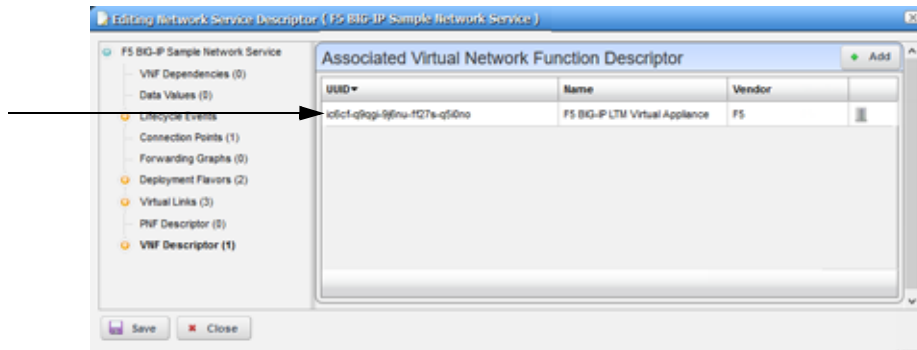 Editing Network Service Descriptor ( F5 BIG-IP Sample Network Service )
F5 BIG-IP Sample Network Service
VNF Dependencies (0)
Data Values (0)
Lifecycle Events
Connection Points (1)
Forwarding Graphs (0)
Deployment Flavors (2)
Virtual Links (3)
PNF Descriptor (0)
VNF Descriptor (1)
Associated Virtual Network Function Descriptor
Add
UUID Name Vendor
F5 BIG-IP LTM Virtual Appliance F5
Save Close